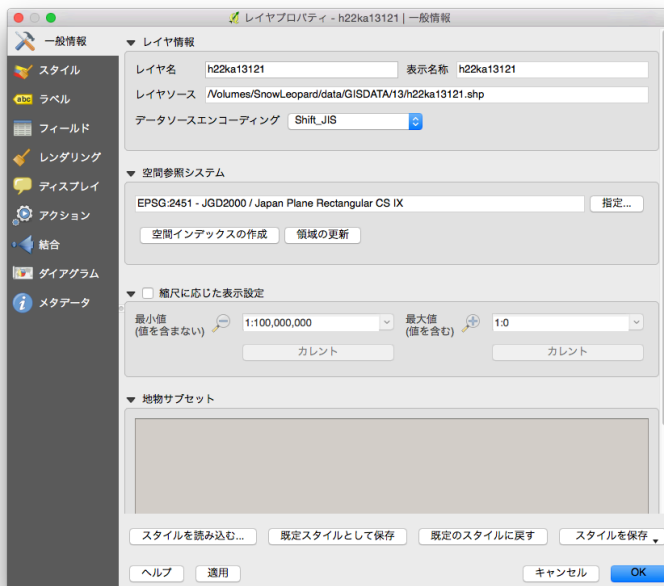 レイヤプロパティ - h22ka13121 | 一般情報
一般情報
スタイル
abc ラベル
フィールド
レンダリング
ディスプレイ
アクション
結合
ダイアグラム
メタデータ
レイヤ情報
レイヤ名 h22ka13121 表示名称 h22ka13121
レイヤソース /Volumes/SnowLeopard/data/GISDATA/13/h22ka13121.shp
データソースエンコーディング Shift_JIS
空間参照システム
EPSG:2451 - JGD2000 / Japan Plane Rectangular CS IX 指定...
空間インデックスの作成 領域の更新
縮尺に応じた表示設定
最小値
(値を含まない) 1:100,000,000
最大値
(値を含む) 1:0
カレント カレント
地物サブセット
スタイルを読み込む... 既定スタイルとして保存 既定のスタイルに戻す スタイルを保存
ヘルプ 適用 キャンセル OK